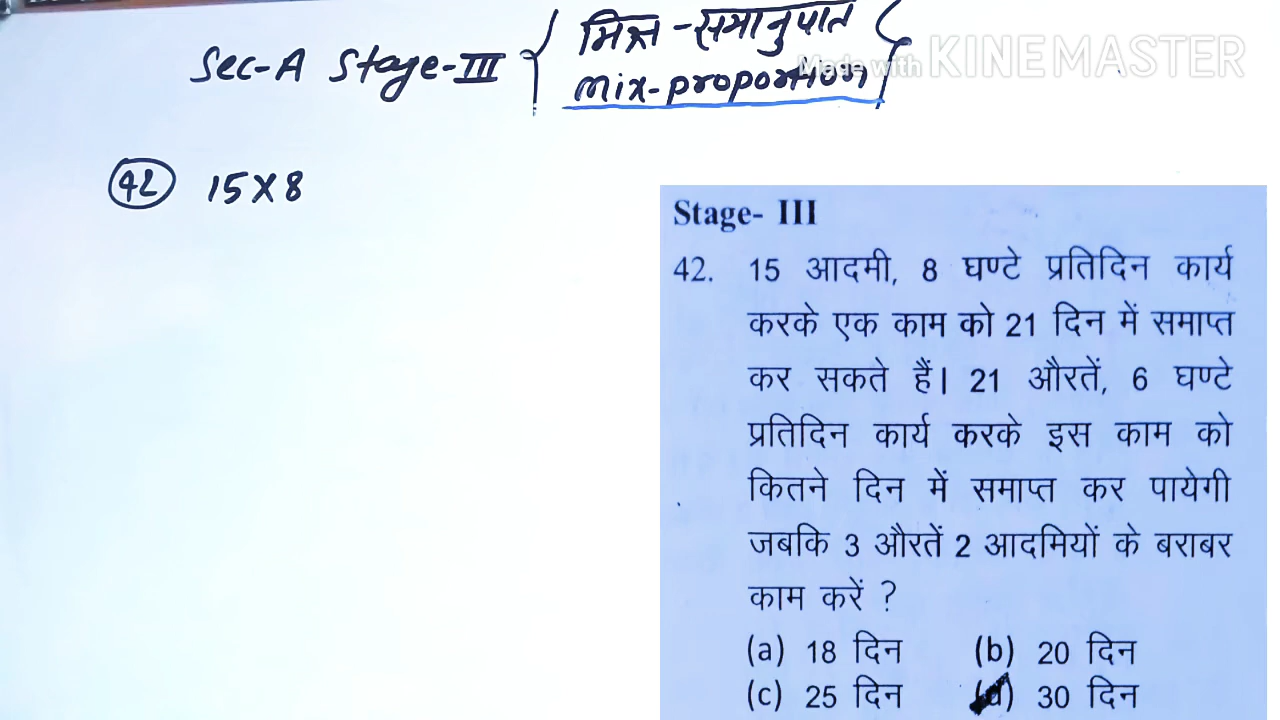 Sec-A Stage-III { मिश्र-समानुपात
mix-proportion }
Made with KINEMASTER
42 15×8
Stage- III
42. 15 आदमी, 8 घण्टे प्रतिदिन कार्य
करके एक काम को 21 दिन में समाप्त
कर सकते हैं। 21 औरतें, 6 घण्टे
प्रतिदिन कार्य करके इस काम को
कितने दिन में समाप्त कर पायेगी
जबकि 3 औरतें 2 आदमियों के बराबर
काम करें ?
(a) 18 दिन (b) 20 दिन
(c) 25 दिन (d) 30 दिन